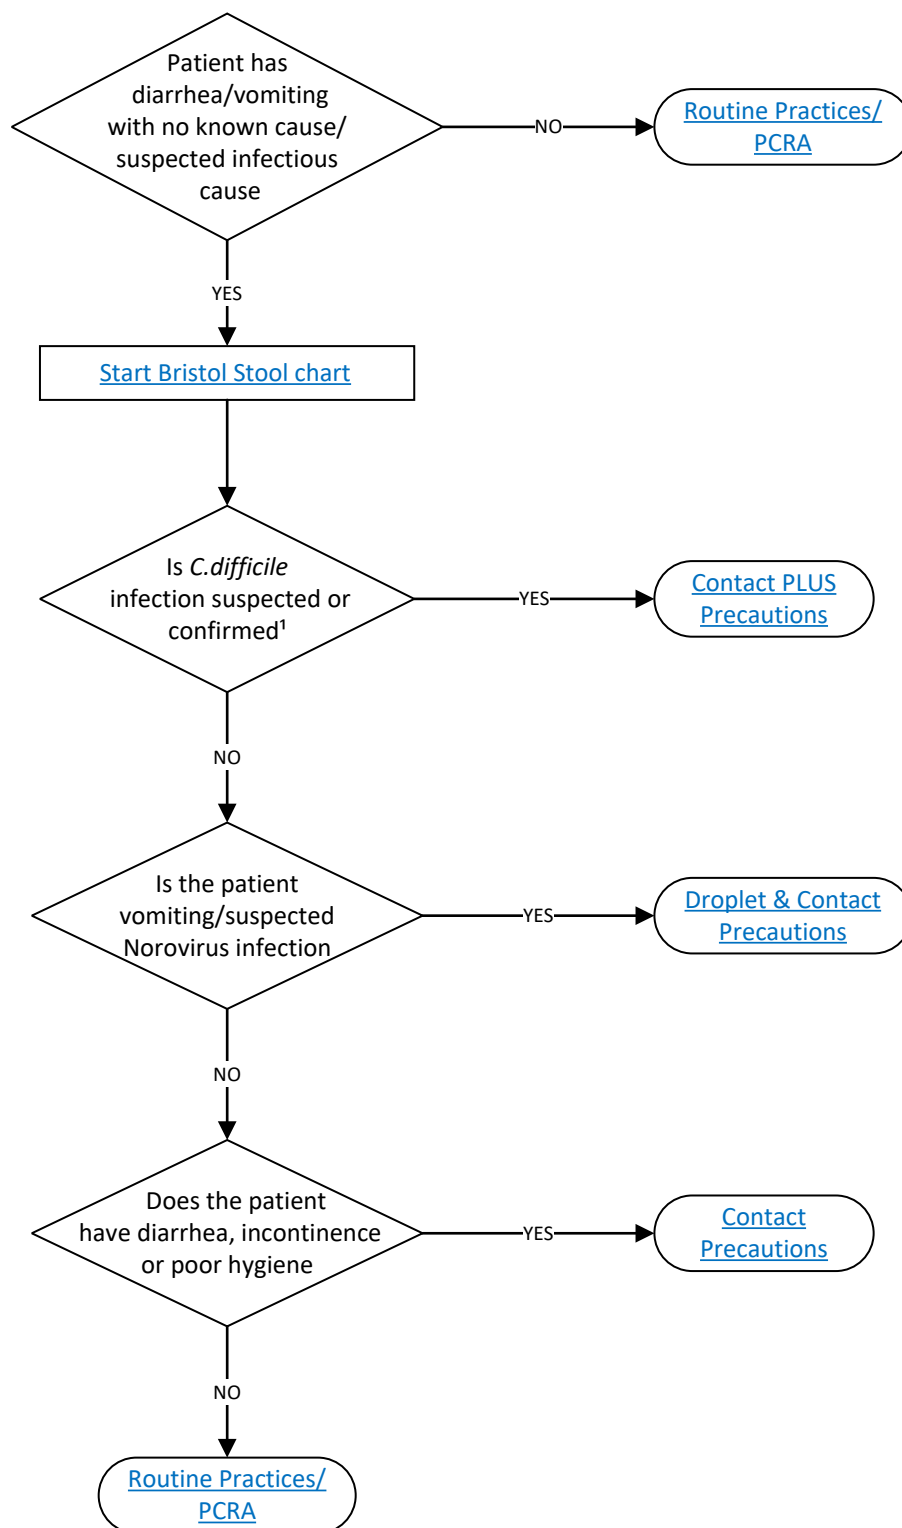 Patient has
diarrhea/vomiting
with no known cause/
suspected infectious
cause
NO
Routine Practices/
PCRA
YES
Start Bristol Stool chart
Is C.difficile
infection suspected or
confirmed¹
YES
Contact PLUS
Precautions
NO
Is the patient
vomiting/suspected
Norovirus infection
YES
Droplet & Contact
Precautions
NO
Does the patient
have diarrhea, incontinence
or poor hygiene
YES
Contact
Precautions
NO
Routine Practices/
PCRA